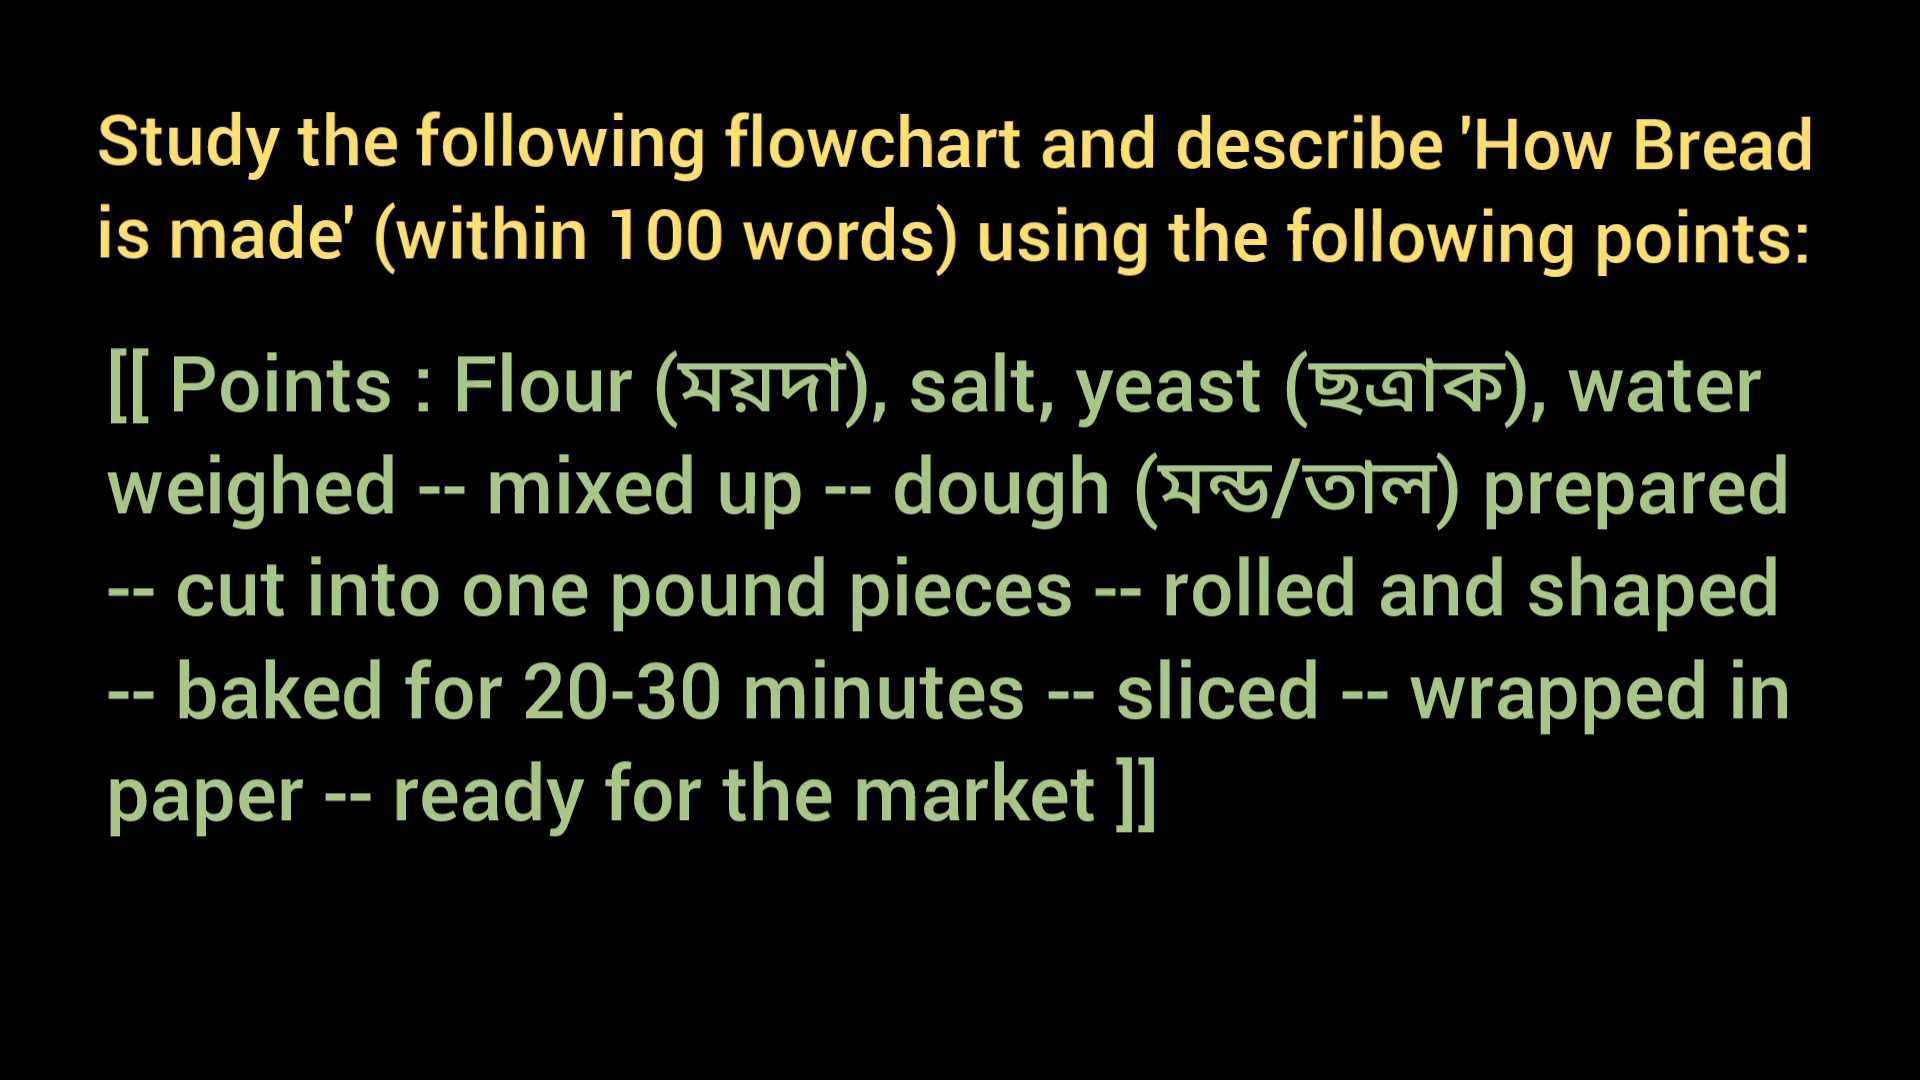 Study the following flowchart and describe 'How Bread
is made' (within 100 words) using the following points:
[[ Points : Flour (ময়দা), salt, yeast (ছত্রাক), water
weighed -- mixed up -- dough (মন্ড/তাল) prepared
-- cut into one pound pieces -- rolled and shaped
-- baked for 20-30 minutes -- sliced -- wrapped in
paper -- ready for the market ]]